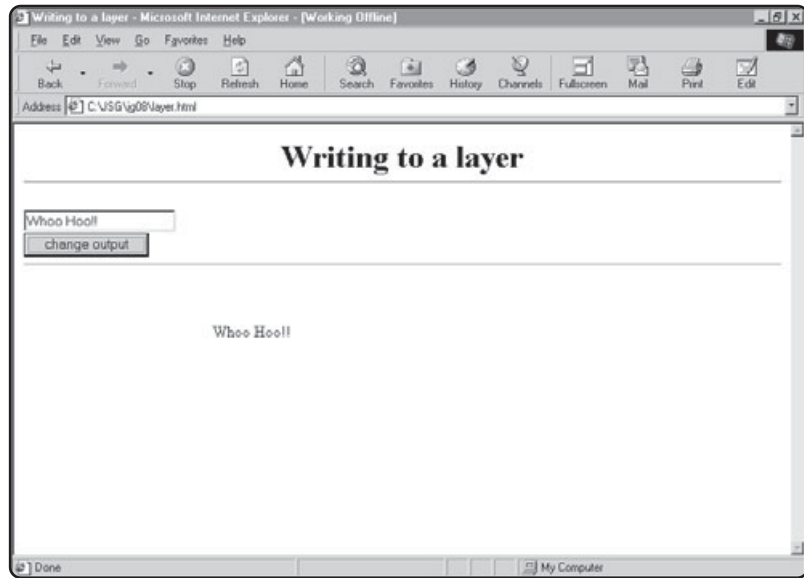 Writing to a layer - Microsoft Internet Explorer - [Working Offline]
File Edit View Go Favorites Help
Back Forward Stop Refresh Home Search Favorites History Channels Fullscreen Mail Print Edit
Address C:\JSG\jg08\layer.html
Writing to a layer
Whoo Hoo!!
change output
Whoo Hoo!!
Done My Computer